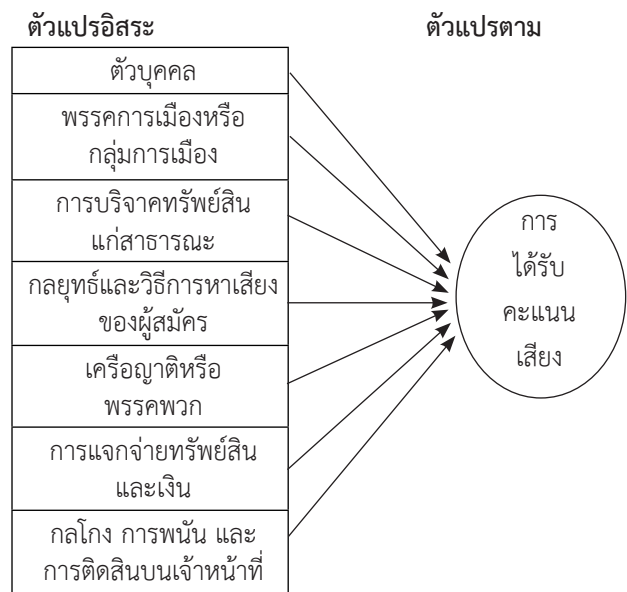 ตัวแปรอิสระ
ตัวแปรตาม
ตัวบุคคล
พรรคการเมืองหรือ
กลุ่มการเมือง
การบริจาคทรัพย์สิน
แก่สาธารณะ
กลยุทธ์และวิธีการหาเสียง
ของผู้สมัคร
เครือญาติหรือ
พรรคพวก
การแจกจ่ายทรัพย์สิน
และเงิน
กลโกง การพนัน และ
การติดสินบนเจ้าหน้าที่
การ
ได้รับ
คะแนน
เสียง